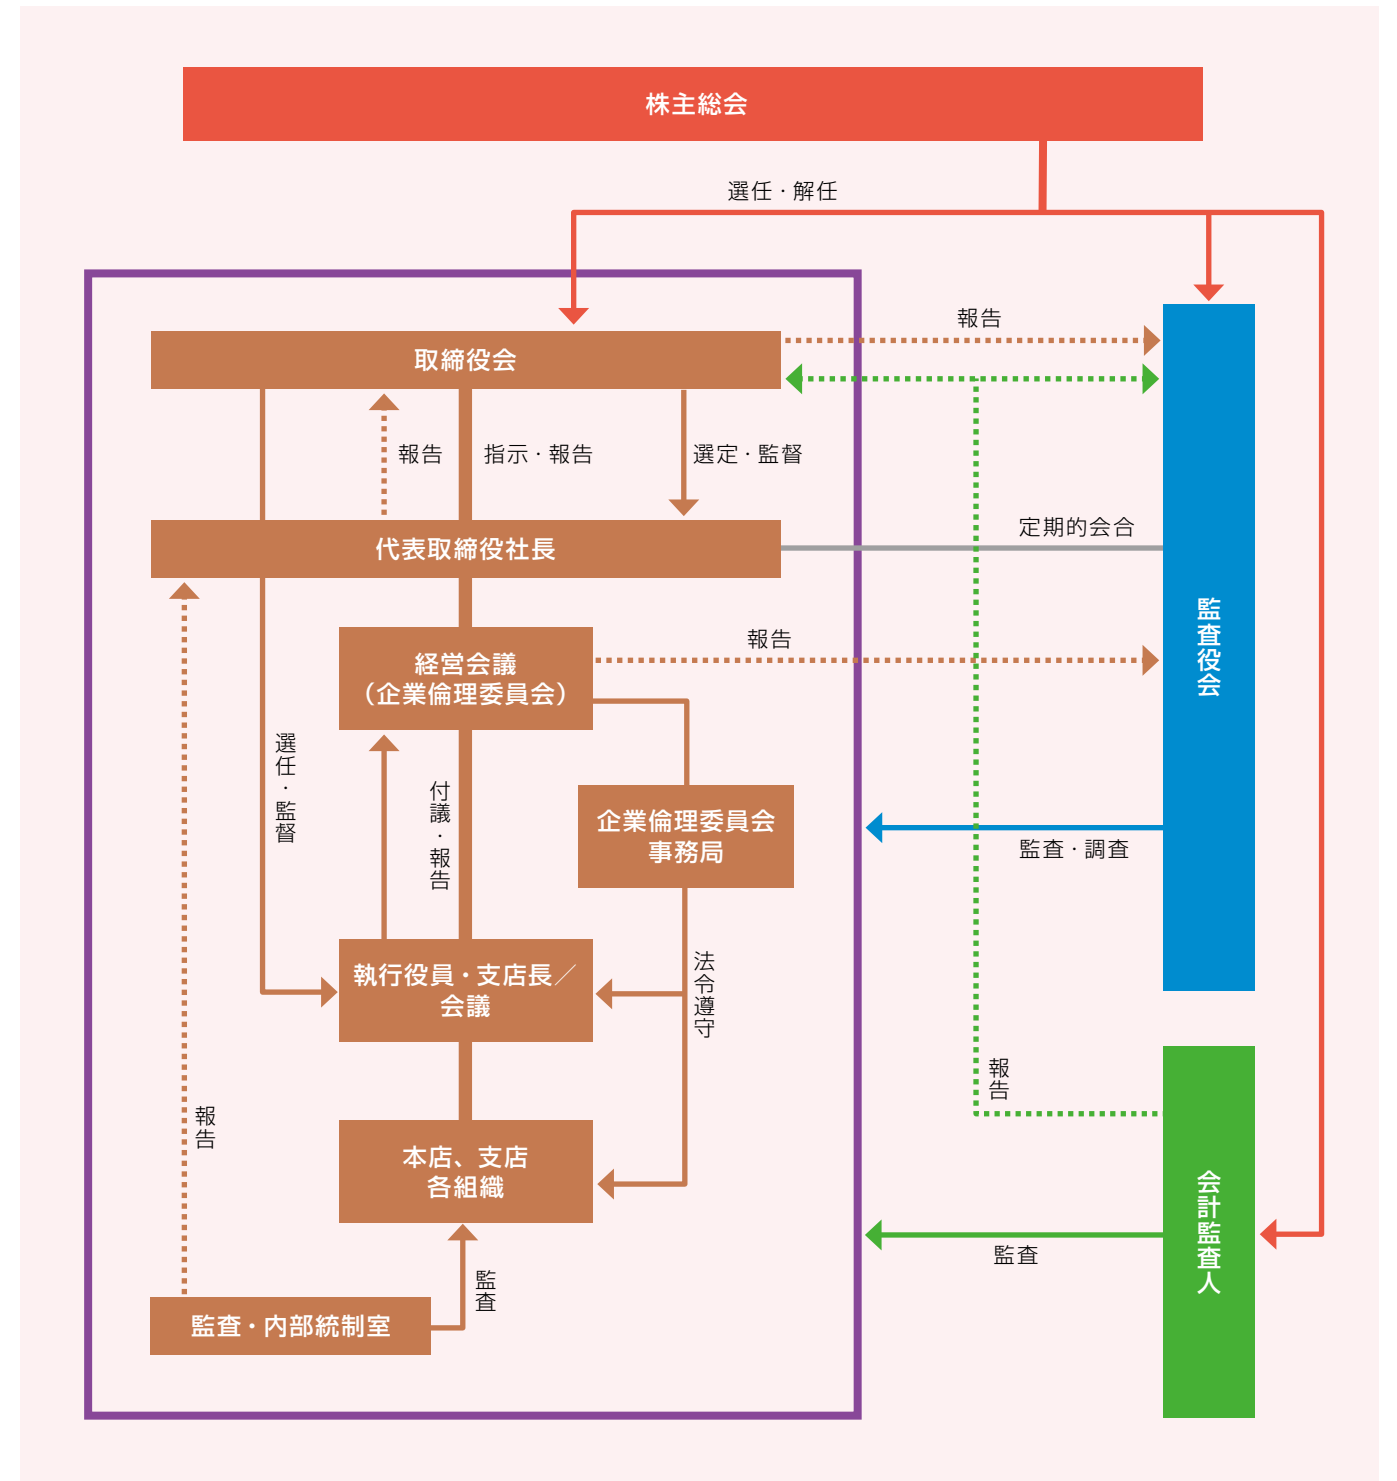 株主総会
選任・解任
報告
取締役会
報告
指示・報告
選定・監督
定期的会合
代表取締役社長
監査役会
報告
経営会議
（企業倫理委員会）
選任・監督
付議・報告
企業倫理委員会
事務局
監査・調査
執行役員・支店長／
会議
法令遵守
報告
報告
本店、支店
各組織
会計監査人
監査
監査
監査・内部統制室